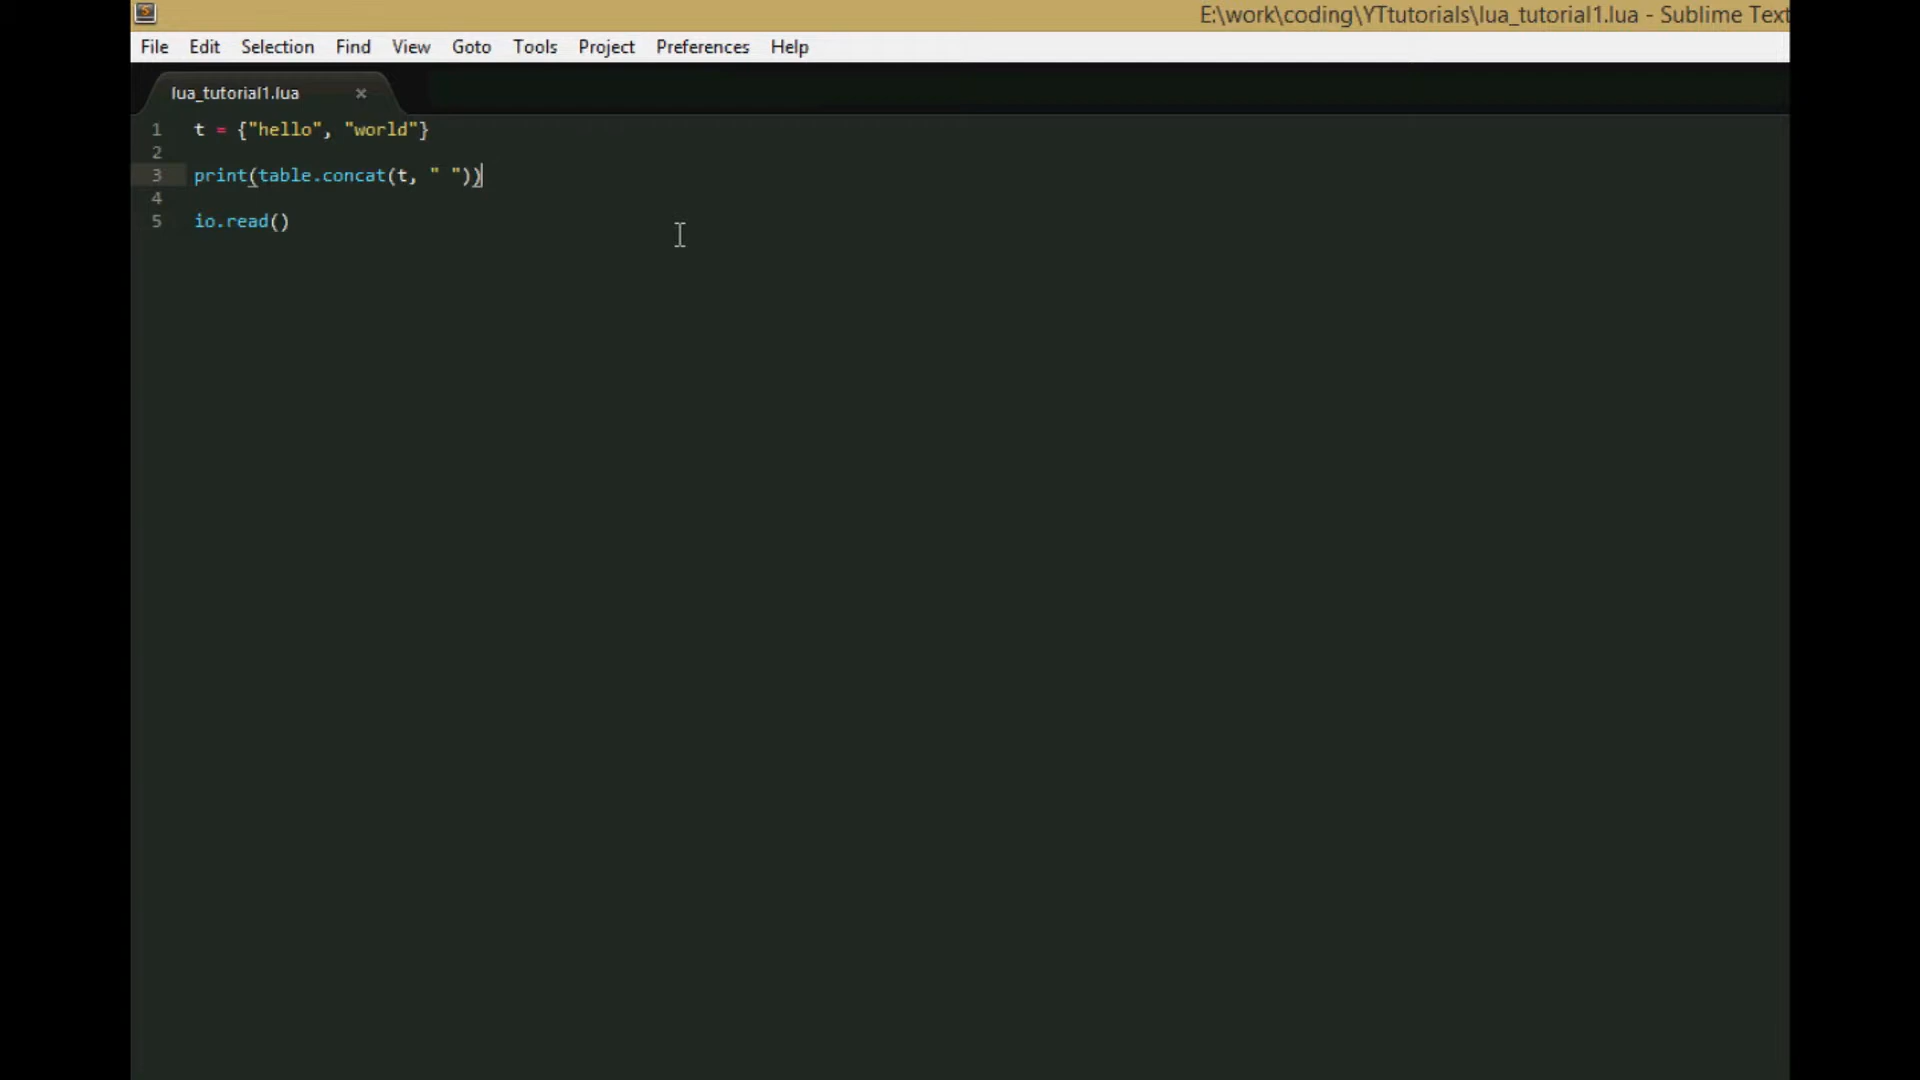 E:\work\coding\YTtutorials\lua_tutorial1.lua - Sublime Text
File Edit Selection Find View Goto Tools Project Preferences Help
lua_tutorial1.lua ×
1 t = {"hello", "world"}
2
3 print(table.concat(t, " "))
4
5 io.read()